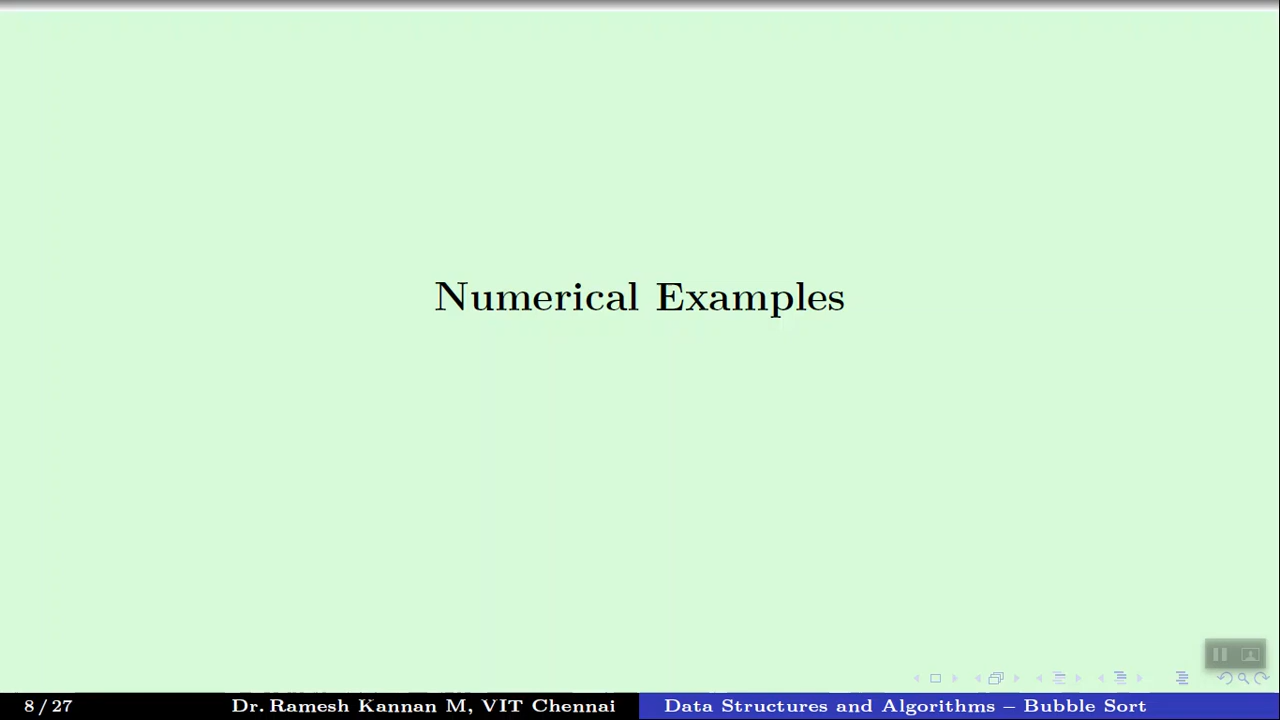 Numerical Examples
8 / 27
Dr. Ramesh Kannan M, VIT Chennai
Data Structures and Algorithms – Bubble Sort